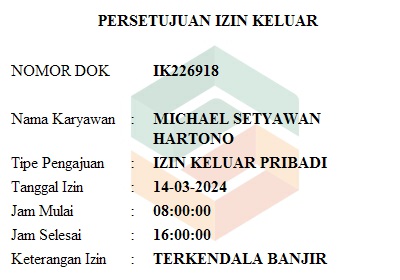 PERSETUJUAN IZIN KELUAR
NOMOR DOK IK226918
Nama Karyawan : MICHAEL SETYAWAN
HARTONO
Tipe Pengajuan : IZIN KELUAR PRIBADI
Tanggal Izin : 14-03-2024
Jam Mulai : 08:00:00
Jam Selesai : 16:00:00
Keterangan Izin : TERKENDALA BANJIR